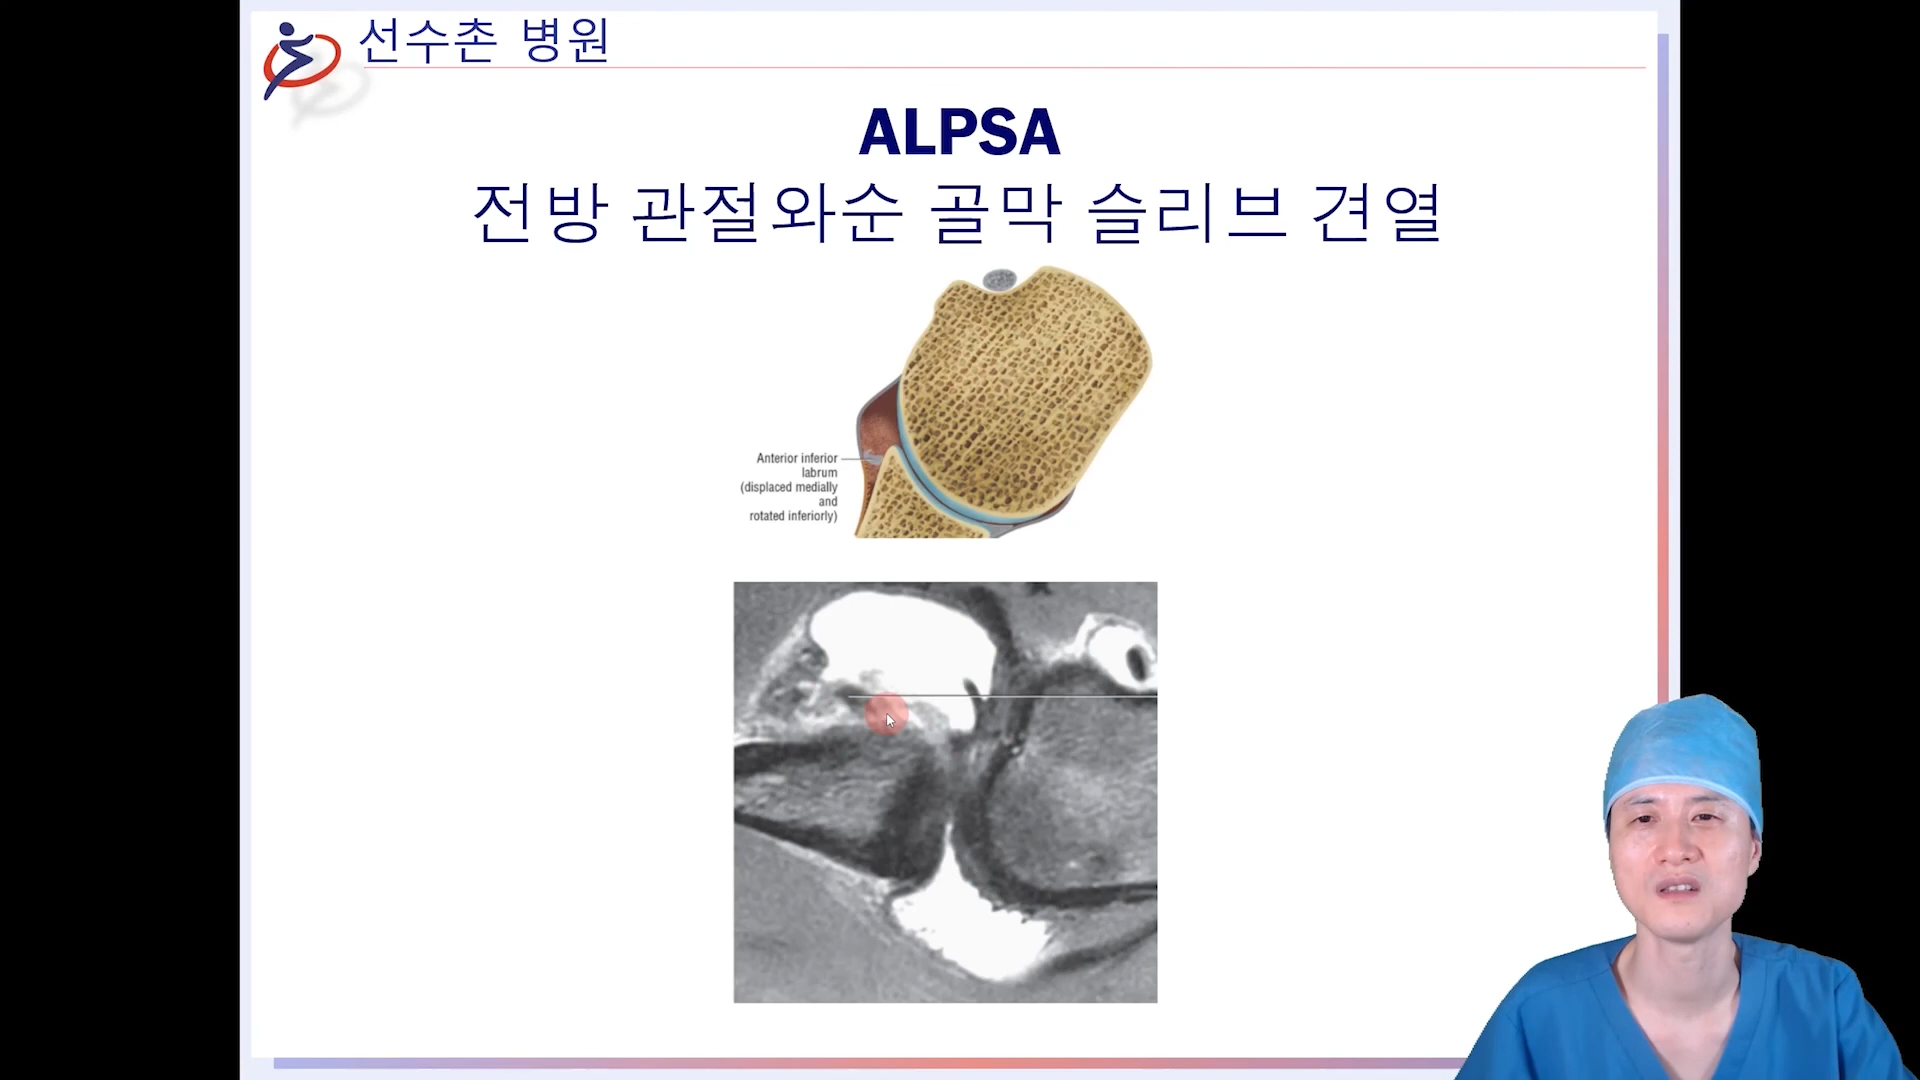 선수촌 병원
ALPSA
전방 관절와순 골막 슬리브 견열
Anterior inferior
labrum
(displaced medially
and
rotated inferiorly)